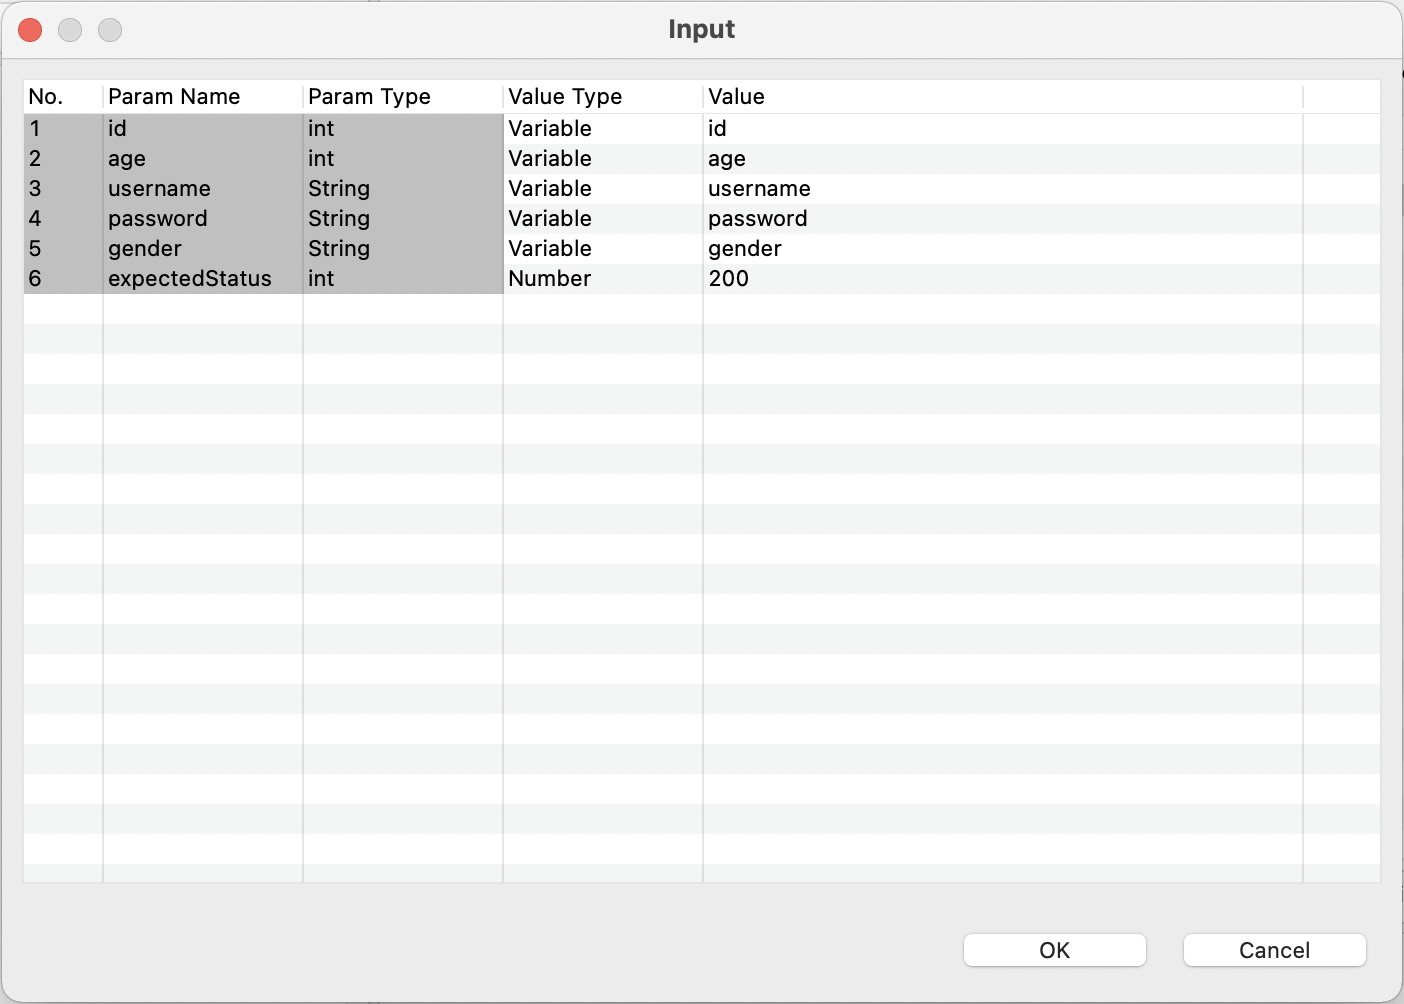 Input
No. Param Name Param Type Value Type Value
1 id int Variable id
2 age int Variable age
3 username String Variable username
4 password String Variable password
5 gender String Variable gender
6 expectedStatus int Number 200
OK Cancel